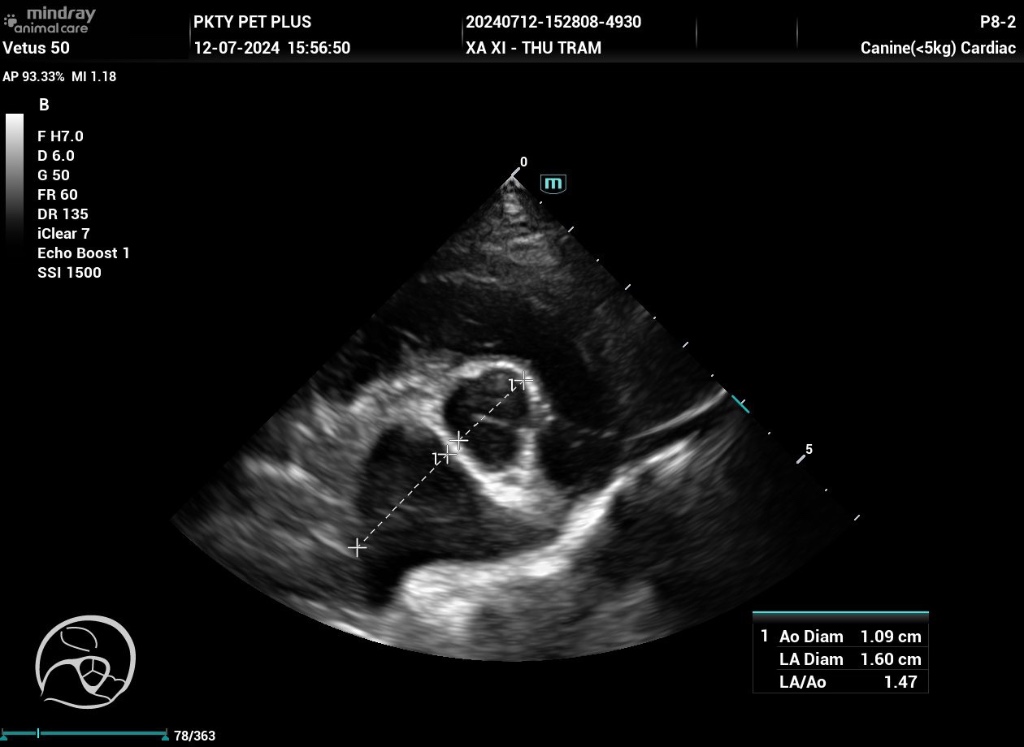 mindray
animal care
Vetus 50
PKTY PET PLUS
12-07-2024 15:56:50
20240712-152808-4930
XA XI - THU TRAM
P8-2
Canine(<5kg) Cardiac
AP 93.33% MI 1.18
B
F H7.0
D 6.0
G 50
FR 60
DR 135
iClear 7
Echo Boost 1
SSI 1500
0
m
5
1
1
1 Ao Diam 1.09 cm
LA Diam 1.60 cm
LA/Ao 1.47
78/363